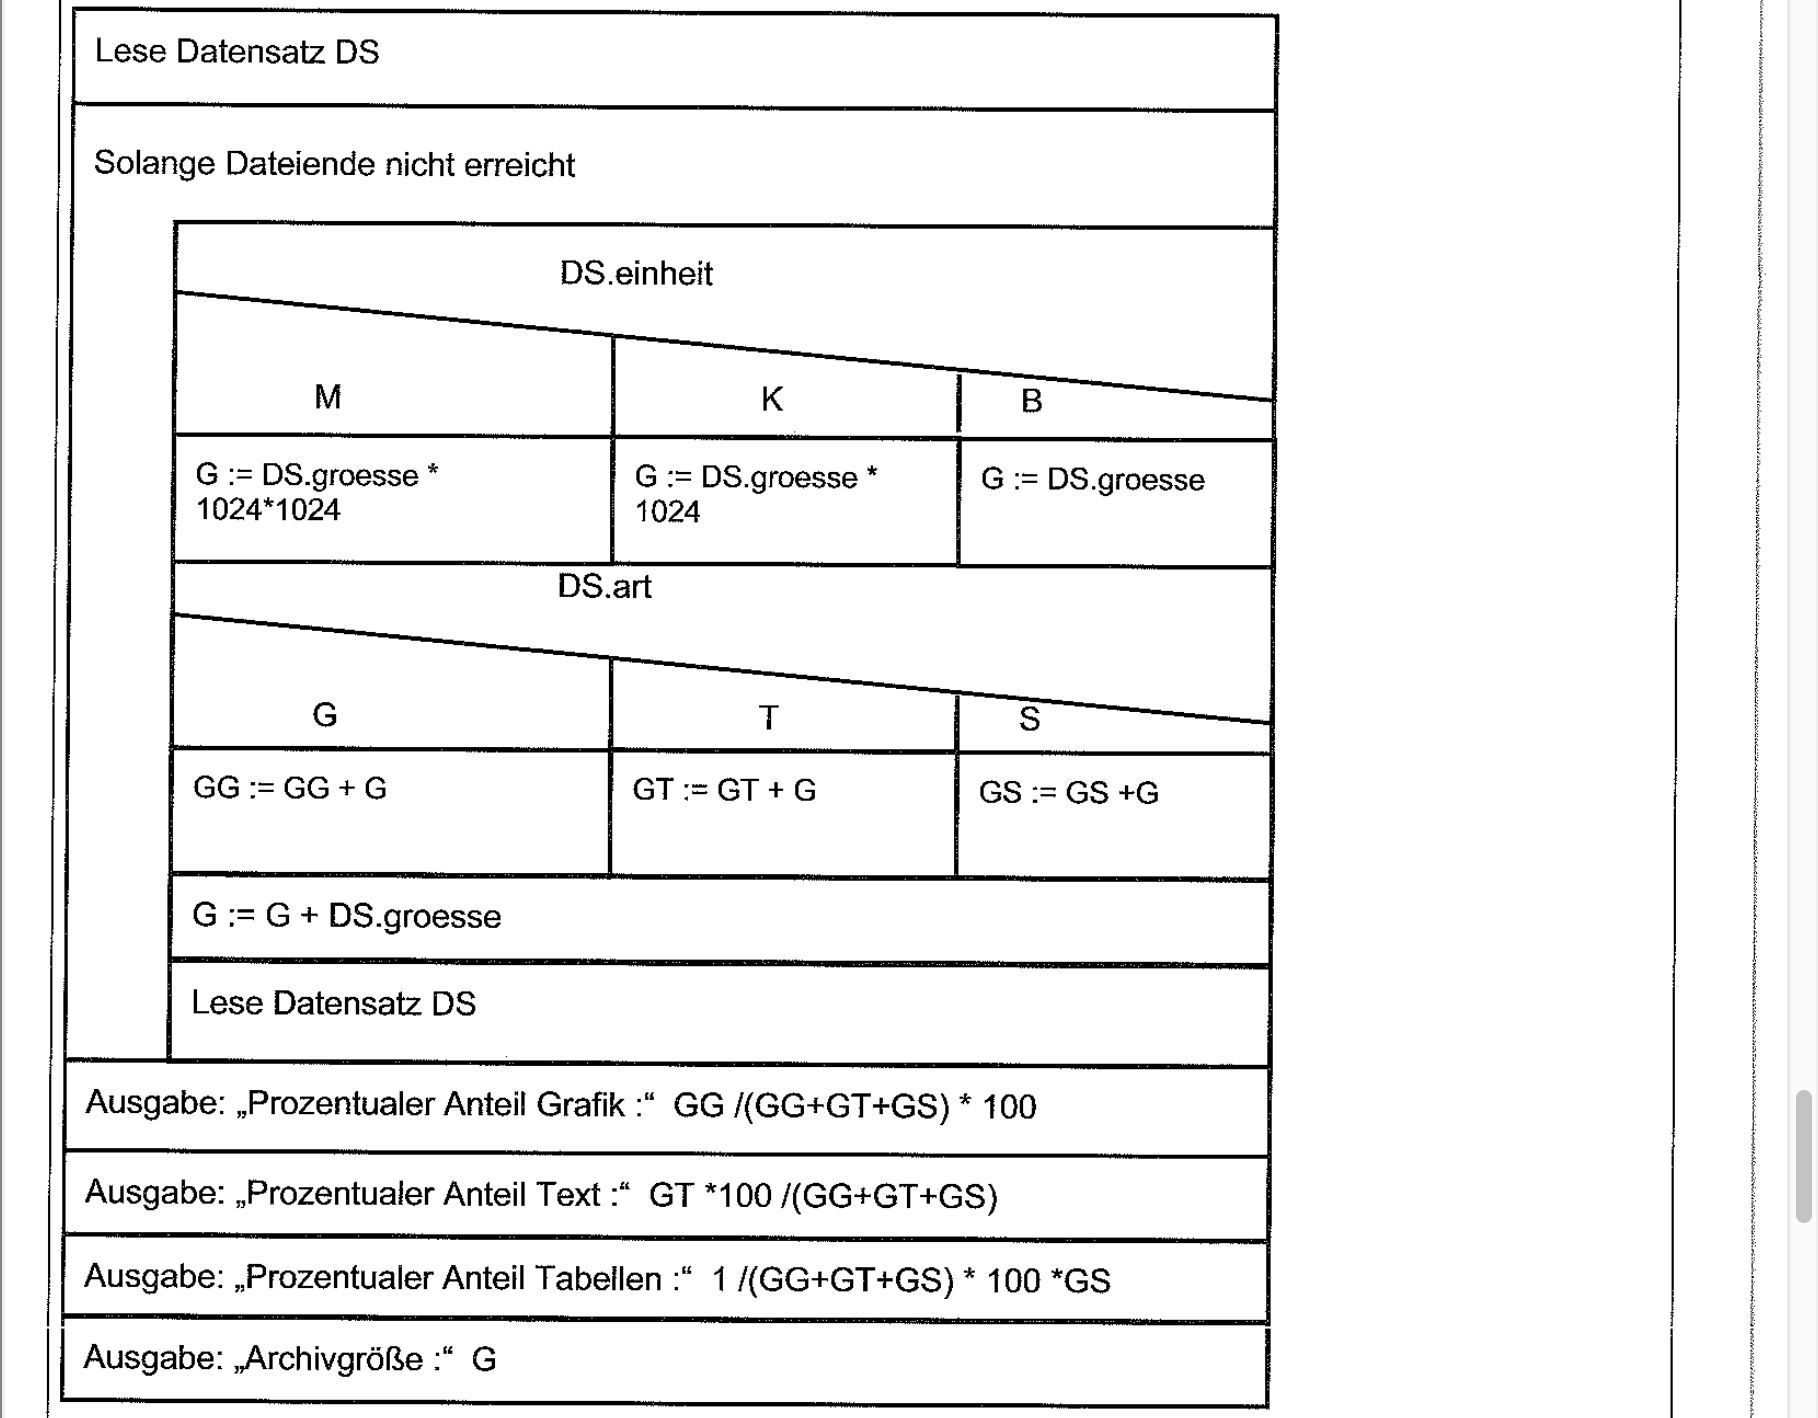 Lese Datensatz DS
Solange Dateiende nicht erreicht
DS.einheit
M
K
B
G := DS.groesse *
1024*1024
G := DS.groesse *
1024
G := DS.groesse
DS.art
G
T
S
GG := GG + G
GT := GT + G
GS := GS +G
G := G + DS.groesse
Lese Datensatz DS
Ausgabe: „Prozentualer Anteil Grafik :“ GG /(GG+GT+GS) * 100
Ausgabe: „Prozentualer Anteil Text :“ GT *100 /(GG+GT+GS)
Ausgabe: „Prozentualer Anteil Tabellen :“ 1 /(GG+GT+GS) * 100 *GS
Ausgabe: „Archivgröße :“ G